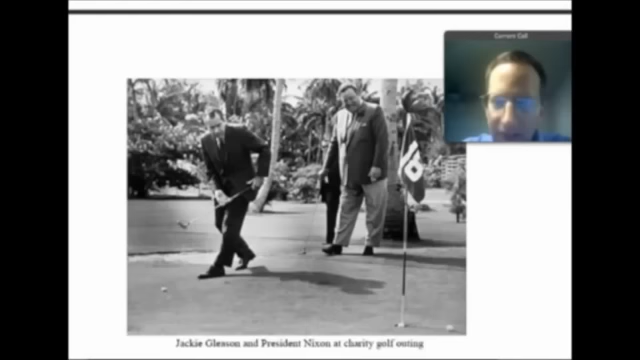 Current Call
16
Jackie Gleason and President Nixon at charity golf outing